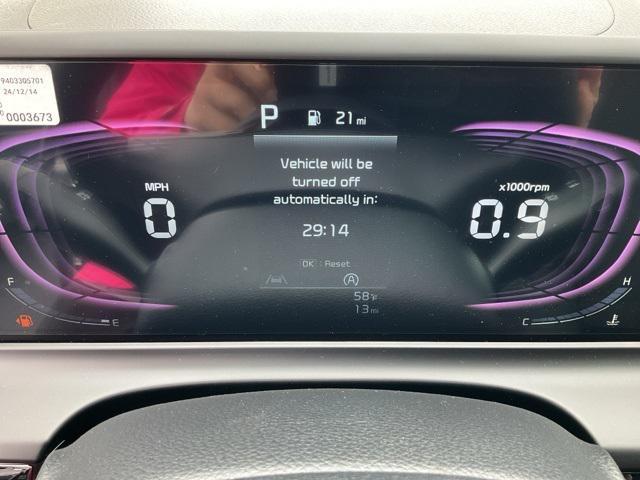 9403305701
24/12/14
0003673
P 21 mi
Vehicle will be
turned off
automatically in:
29:14
OK : Reset
MPH
0
x1000rpm
0.9
A
58°F
13 mi
F
E
H
C